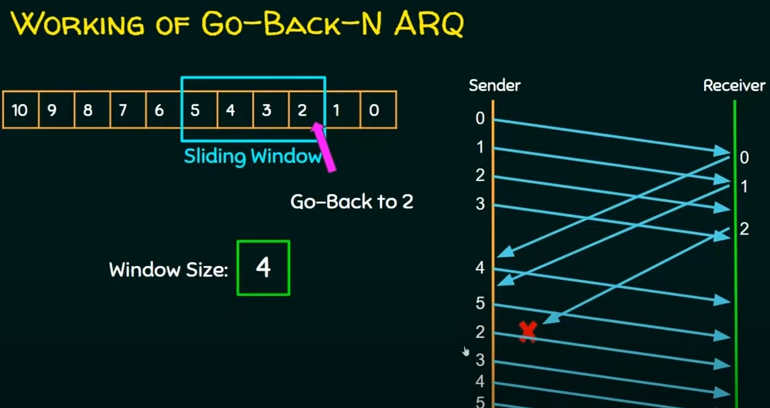 WORKING OF GO-BACK-N ARQ
10 9 8 7 6 5 4 3 2 1 0
Sliding Window
Go-Back to 2
Window Size: 4
Sender Receiver
0
1
2
3
4
5
2
3
4
5
0
1
2